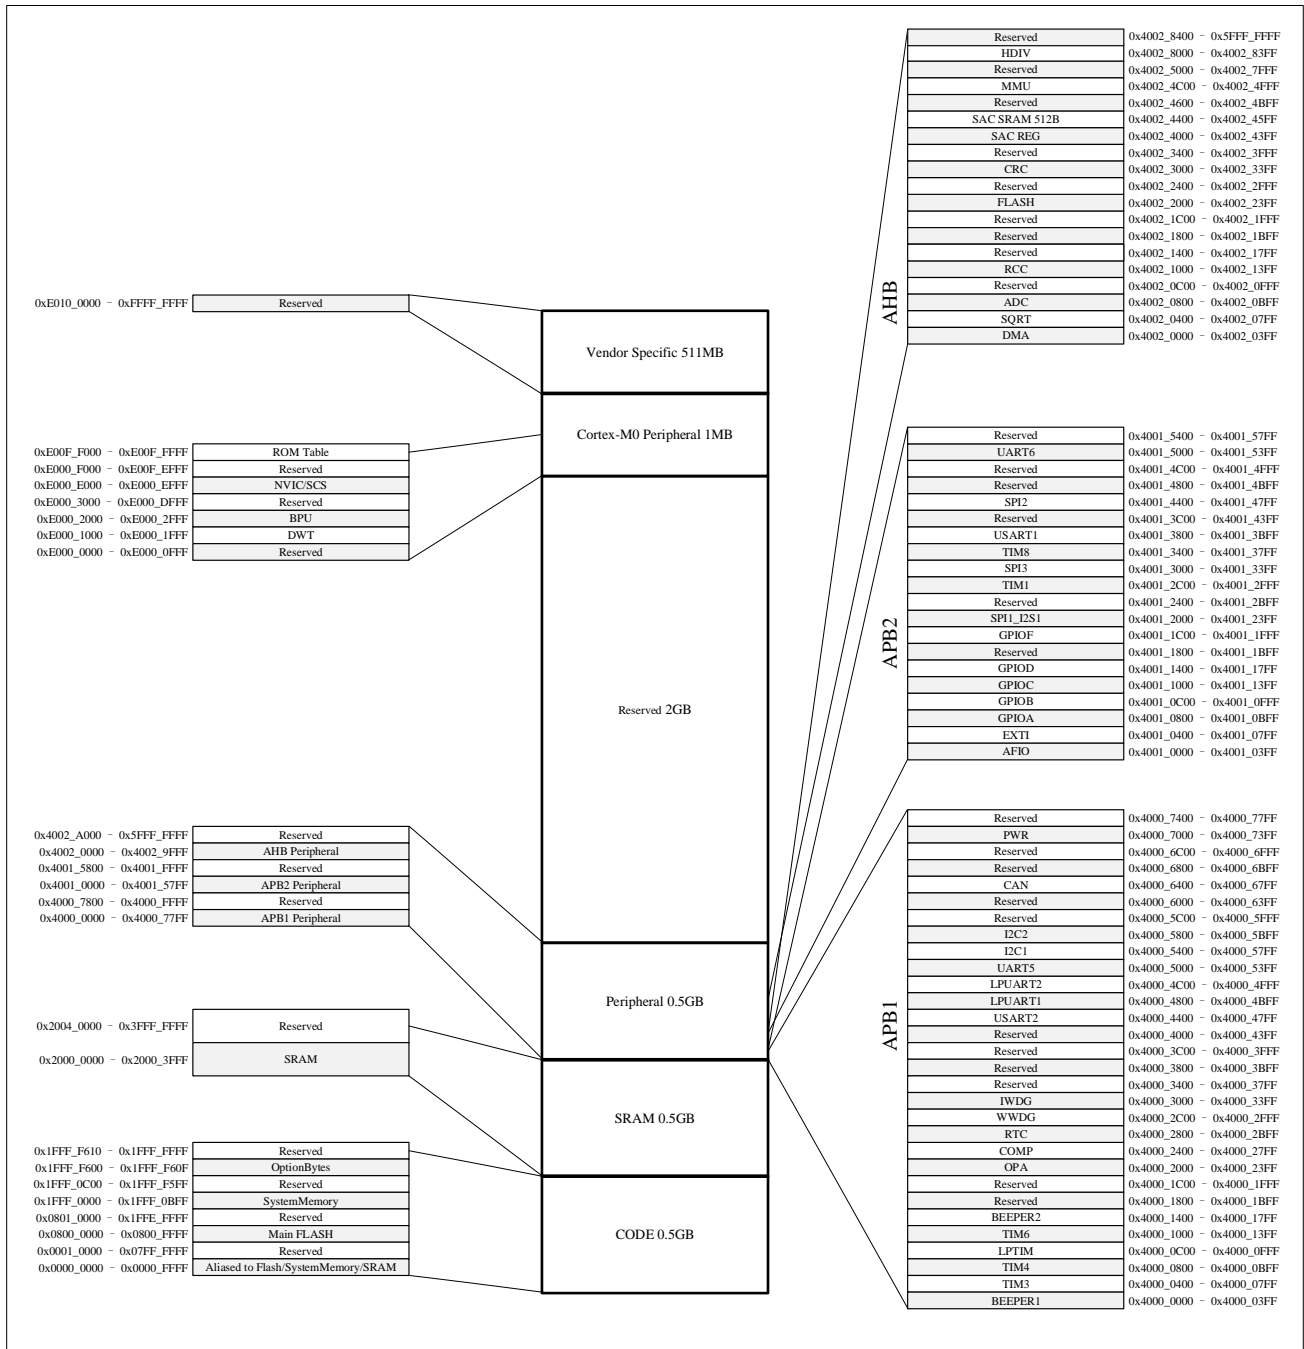 0xE010_0000 - 0xFFFF_FFFF Reserved
0xE00F_F000 - 0xE00F_FFFF ROM Table
0xE000_F000 - 0xE00F_EFFF Reserved
0xE000_E000 - 0xE000_EFFF NVIC/SCS
0xE000_3000 - 0xE000_DFFF Reserved
0xE000_2000 - 0xE000_2FFF BPU
0xE000_1000 - 0xE000_1FFF DWT
0xE000_0000 - 0xE000_0FFF Reserved
0x4002_A000 - 0x5FFF_FFFF Reserved
0x4002_0000 - 0x4002_9FFF AHB Peripheral
0x4001_5800 - 0x4001_FFFF Reserved
0x4001_0000 - 0x4001_57FF APB2 Peripheral
0x4000_7800 - 0x4000_FFFF Reserved
0x4000_0000 - 0x4000_77FF APB1 Peripheral
0x2004_0000 - 0x3FFF_FFFF Reserved
0x2000_0000 - 0x2000_3FFF SRAM
0x1FFF_F610 - 0x1FFF_FFFF Reserved
0x1FFF_F600 - 0x1FFF_F60F OptionBytes
0x1FFF_0C00 - 0x1FFF_F5FF Reserved
0x1FFF_0000 - 0x1FFF_0BFF SystemMemory
0x0801_0000 - 0x1FFE_FFFF Reserved
0x0800_0000 - 0x0800_FFFF Main FLASH
0x0001_0000 - 0x07FF_FFFF Reserved
0x0000_0000 - 0x0000_FFFF Aliased to Flash/SystemMemory/SRAM
Vendor Specific 511MB
Cortex-M0 Peripheral 1MB
Reserved 2GB
Peripheral 0.5GB
SRAM 0.5GB
CODE 0.5GB
AHB
Reserved 0x4002_8400 - 0x5FFF_FFFF
HDIV 0x4002_8000 - 0x4002_83FF
Reserved 0x4002_5000 - 0x4002_7FFF
MMU 0x4002_4C00 - 0x4002_4FFF
Reserved 0x4002_4600 - 0x4002_4BFF
SAC SRAM 512B 0x4002_4400 - 0x4002_45FF
SAC REG 0x4002_4000 - 0x4002_43FF
Reserved 0x4002_3400 - 0x4002_3FFF
CRC 0x4002_3000 - 0x4002_33FF
Reserved 0x4002_2400 - 0x4002_2FFF
FLASH 0x4002_2000 - 0x4002_23FF
Reserved 0x4002_1C00 - 0x4002_1FFF
Reserved 0x4002_1800 - 0x4002_1BFF
Reserved 0x4002_1400 - 0x4002_17FF
RCC 0x4002_1000 - 0x4002_13FF
Reserved 0x4002_0C00 - 0x4002_0FFF
ADC 0x4002_0800 - 0x4002_0BFF
SQRT 0x4002_0400 - 0x4002_07FF
DMA 0x4002_0000 - 0x4002_03FF
APB2
Reserved 0x4001_5400 - 0x4001_57FF
UART6 0x4001_5000 - 0x4001_53FF
Reserved 0x4001_4C00 - 0x4001_4FFF
Reserved 0x4001_4800 - 0x4001_4BFF
SPI2 0x4001_4400 - 0x4001_47FF
Reserved 0x4001_3C00 - 0x4001_43FF
USART1 0x4001_3800 - 0x4001_3BFF
TIM8 0x4001_3400 - 0x4001_37FF
SPI3 0x4001_3000 - 0x4001_33FF
TIM1 0x4001_2C00 - 0x4001_2FFF
Reserved 0x4001_2400 - 0x4001_2BFF
SPI1_I2S1 0x4001_2000 - 0x4001_23FF
GPIOF 0x4001_1C00 - 0x4001_1FFF
Reserved 0x4001_1800 - 0x4001_1BFF
GPIOD 0x4001_1400 - 0x4001_17FF
GPIOC 0x4001_1000 - 0x4001_13FF
GPIOB 0x4001_0C00 - 0x4001_0FFF
GPIOA 0x4001_0800 - 0x4001_0BFF
EXTI 0x4001_0400 - 0x4001_07FF
AFIO 0x4001_0000 - 0x4001_03FF
APB1
Reserved 0x4000_7400 - 0x4000_77FF
PWR 0x4000_7000 - 0x4000_73FF
Reserved 0x4000_6C00 - 0x4000_6FFF
Reserved 0x4000_6800 - 0x4000_6BFF
CAN 0x4000_6400 - 0x4000_67FF
Reserved 0x4000_6000 - 0x4000_63FF
Reserved 0x4000_5C00 - 0x4000_5FFF
I2C2 0x4000_5800 - 0x4000_5BFF
I2C1 0x4000_5400 - 0x4000_57FF
UART5 0x4000_5000 - 0x4000_53FF
LPUART2 0x4000_4C00 - 0x4000_4FFF
LPUART1 0x4000_4800 - 0x4000_4BFF
USART2 0x4000_4400 - 0x4000_47FF
Reserved 0x4000_4000 - 0x4000_43FF
Reserved 0x4000_3C00 - 0x4000_3FFF
Reserved 0x4000_3800 - 0x4000_3BFF
Reserved 0x4000_3400 - 0x4000_37FF
IWDG 0x4000_3000 - 0x4000_33FF
WWDG 0x4000_2C00 - 0x4000_2FFF
RTC 0x4000_2800 - 0x4000_2BFF
COMP 0x4000_2400 - 0x4000_27FF
OPA 0x4000_2000 - 0x4000_23FF
Reserved 0x4000_1C00 - 0x4000_1FFF
Reserved 0x4000_1800 - 0x4000_1BFF
BEEPER2 0x4000_1400 - 0x4000_17FF
TIM6 0x4000_1000 - 0x4000_13FF
LPTIM 0x4000_0C00 - 0x4000_0FFF
TIM4 0x4000_0800 - 0x4000_0BFF
TIM3 0x4000_0400 - 0x4000_07FF
BEEPER1 0x4000_0000 - 0x4000_03FF